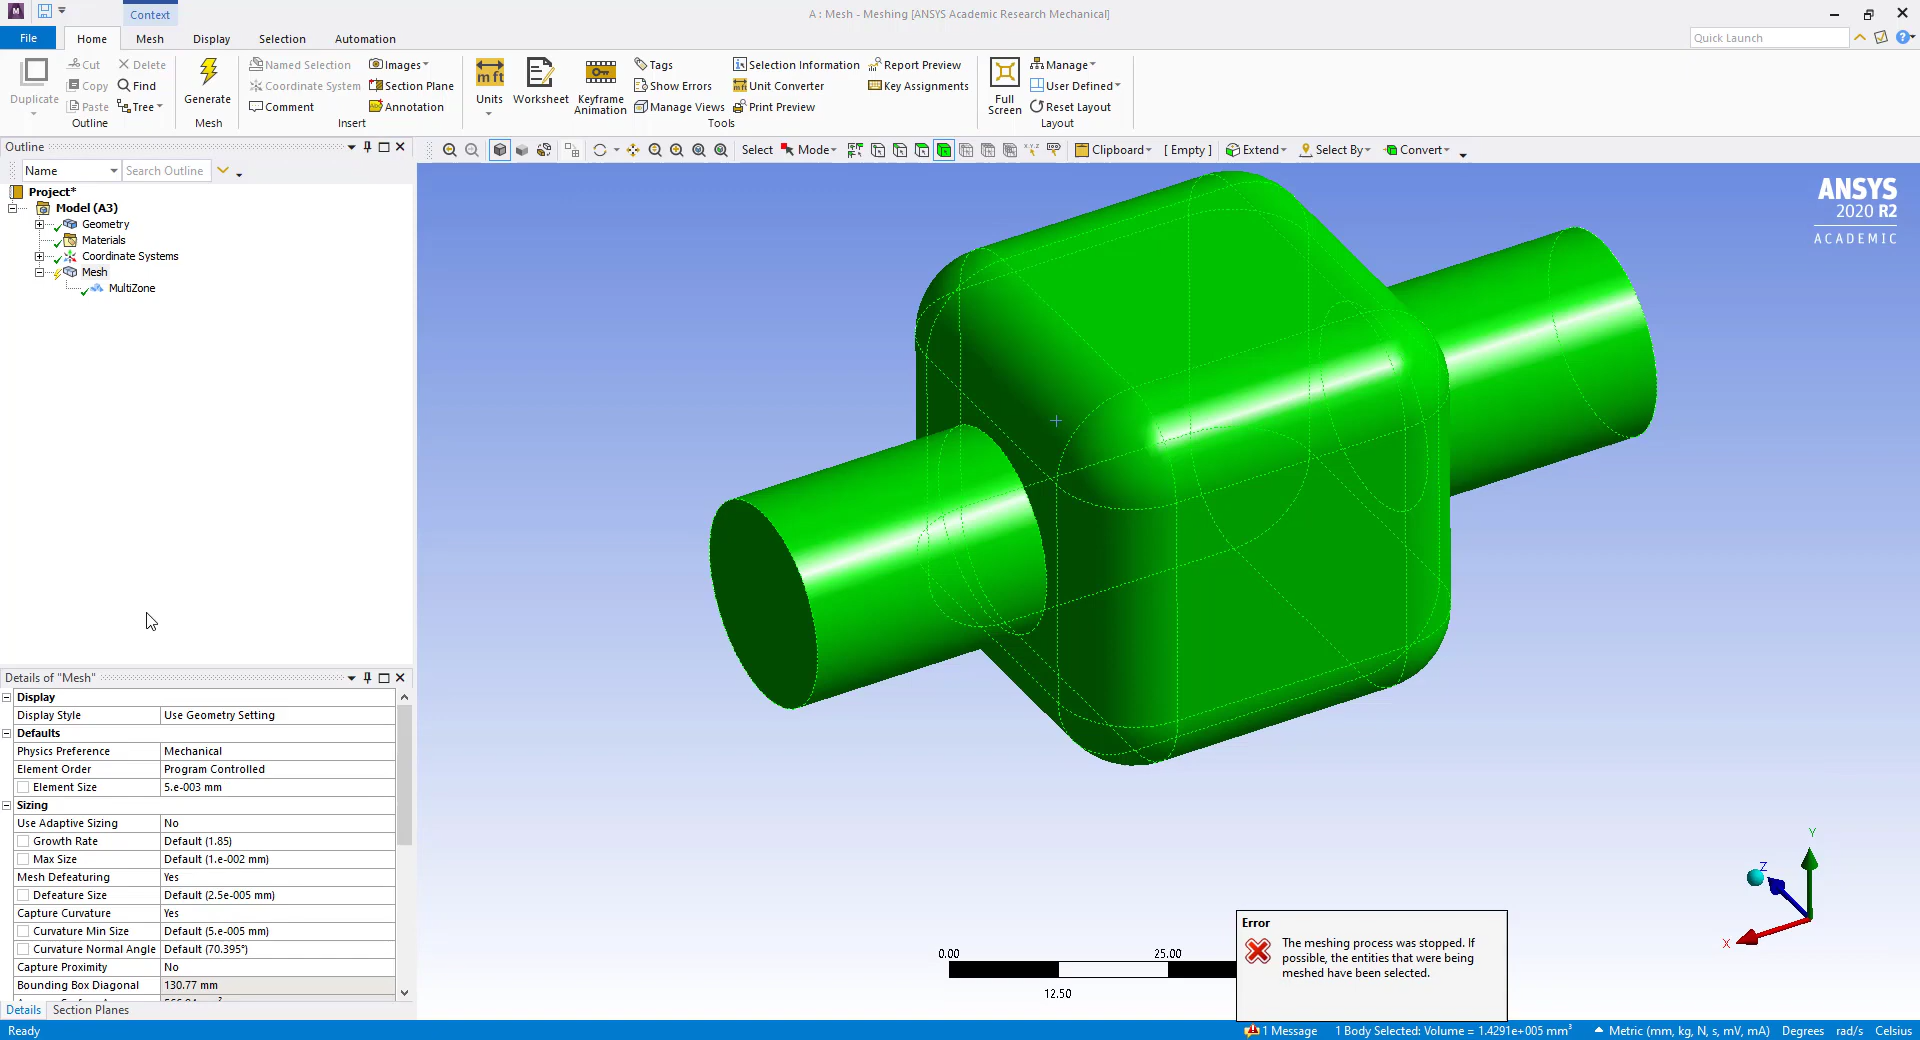 Context
A : Mesh - Meshing [ANSYS Academic Research Mechanical]
File
Home
Mesh
Display
Selection
Automation
Quick Launch
Duplicate
Cut
Copy
Paste
Delete
Find
Tree
Outline
Generate
Mesh
Named Selection
Coordinate System
Comment
Images
Section Plane
Annotation
Insert
Units
Worksheet
Keyframe
Animation
Tags
Show Errors
Manage Views
Selection Information
Unit Converter
Print Preview
Report Preview
Key Assignments
Tools
Full
Screen
Manage
User Defined
Reset Layout
Layout
Outline
Name
Search Outline
Select
Mode
Clipboard
[ Empty ]
Extend
Select By
Convert
Project*
Model (A3)
Geometry
Materials
Coordinate Systems
Mesh
MultiZone
ANSYS
2020 R2
ACADEMIC
Details of "Mesh"
Display
Display Style Use Geometry Setting
Defaults
Physics Preference Mechanical
Element Order Program Controlled
Element Size 5.e-003 mm
Sizing
Use Adaptive Sizing No
Growth Rate Default (1.85)
Max Size Default (1.e-002 mm)
Mesh Defeaturing Yes
Defeature Size Default (2.5e-005 mm)
Capture Curvature Yes
Curvature Min Size Default (5.e-005 mm)
Curvature Normal Angle Default (70.395°)
Capture Proximity No
Bounding Box Diagonal 130.77 mm
Details
Section Planes
0.00
25.00
12.50
Y
Z
X
Error
The meshing process was stopped. If
possible, the entities that were being
meshed have been selected.
Ready
1 Message
1 Body Selected: Volume = 1.4291e+005 mm³
Metric (mm, kg, N, s, mV, mA)
Degrees
rad/s
Celsius